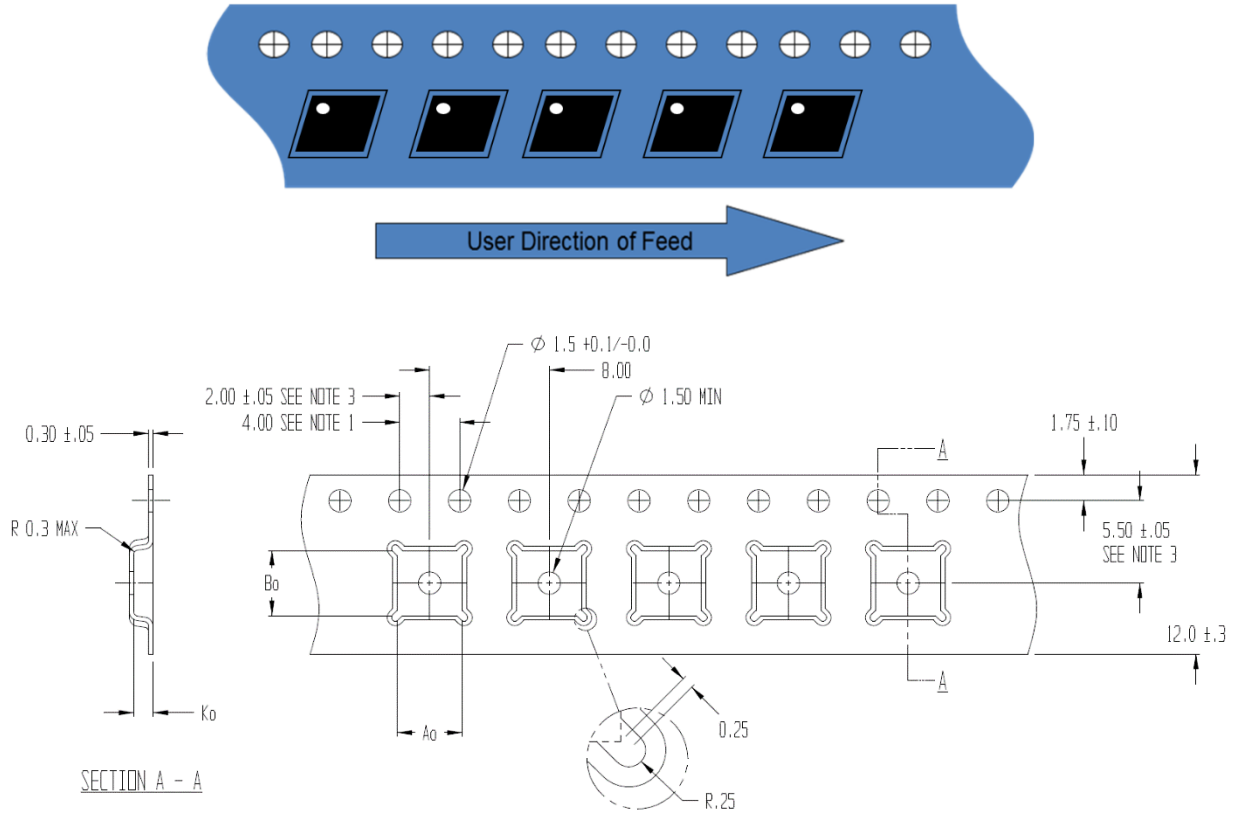 User Direction of Feed
Ø 1.5 +0.1/-0.0
8.00
2.00 ±.05 SEE NOTE 3
Ø 1.50 MIN
4.00 SEE NOTE 1
0.30 ±.05
1.75 ±.10
A
R 0.3 MAX
5.50 ±.05
SEE NOTE 3
Bo
12.0 ±.3
A
Ko
Ao
0.25
SECTION A - A
R.25